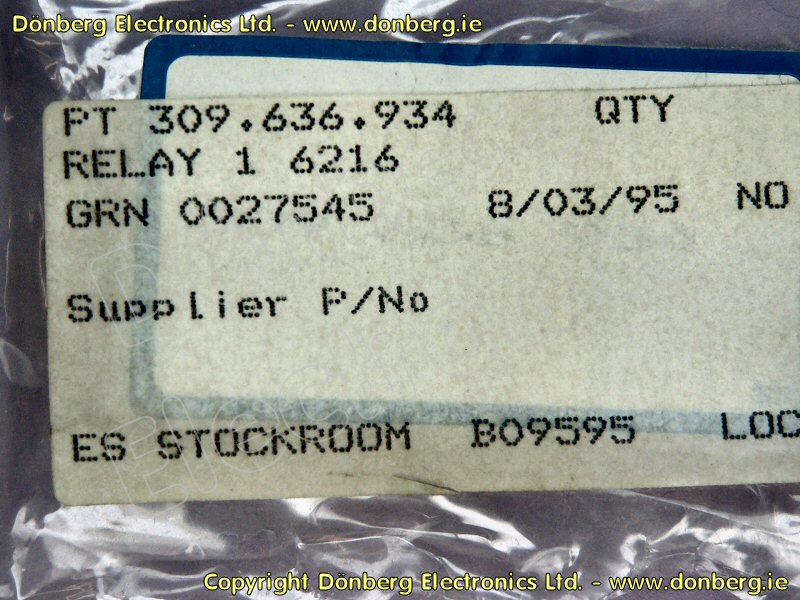 Dönberg Electronics Ltd. - www.donberg.ie
PT 309.636.934 QTY
RELAY 1 6216
GRN 0027545 8/03/95 NO
Supplier P/No
ES STOCKROOM B09595 LOC
Copyright Dönberg Electronics Ltd. - www.donberg.ie